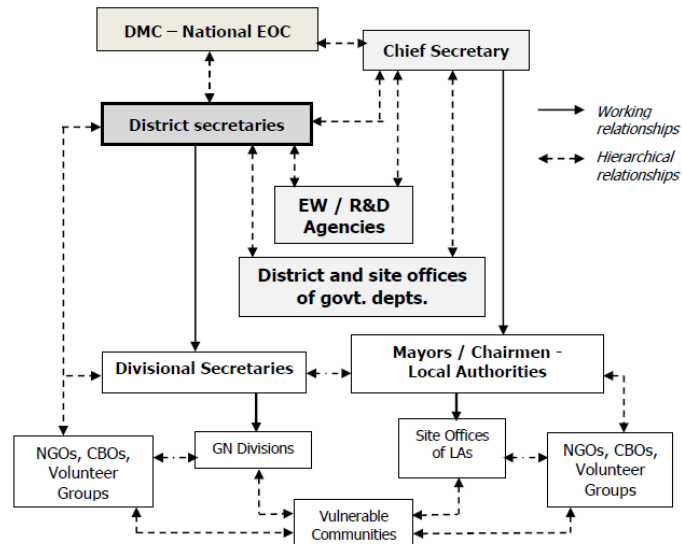 DMC – National EOC
Chief Secretary
District secretaries
Working
relationships
Hierarchical
relationships
EW / R&D
Agencies
District and site offices
of govt. depts.
Divisional Secretaries
Mayors / Chairmen -
Local Authorities
NGOs, CBOs,
Volunteer
Groups
GN Divisions
Site Offices
of LAs
NGOs, CBOs,
Volunteer
Groups
Vulnerable
Communities